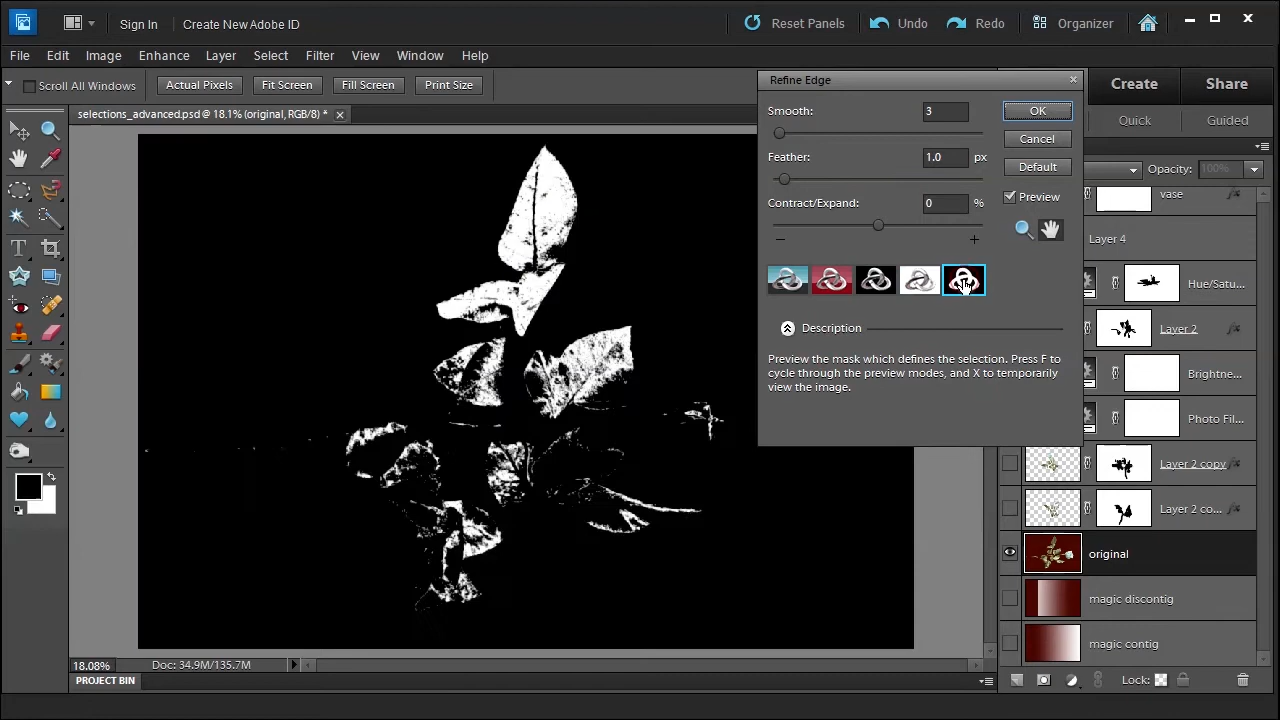 Sign In
Create New Adobe ID
Reset Panels
Undo
Redo
Organizer
File Edit Image Enhance Layer Select Filter View Window Help
Scroll All Windows
Actual Pixels
Fit Screen
Fill Screen
Print Size
selections_advanced.psd @ 18.1% (original, RGB/8) *
Refine Edge
Smooth: 3
OK
Cancel
Feather: 1.0 px
Default
Preview
Contract/Expand: 0 %
Description
Preview the mask which defines the selection. Press F to
cycle through the preview modes, and X to temporarily
view the image.
Create
Share
Quick
Guided
Opacity: 100%
vase
Layer 4
Hue/Satu...
Layer 2
Brightne...
Photo Fil...
Layer 2 copy
Layer 2 co...
original
magic discontig
magic contig
Lock:
T
18.08%
Doc: 34.9M/135.7M
PROJECT BIN